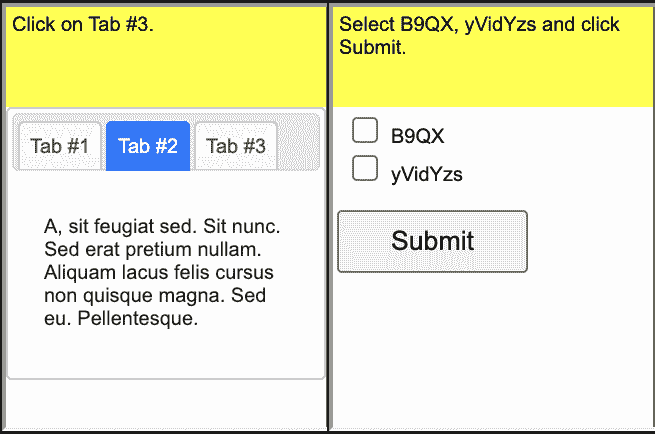 Click on Tab #3.
Tab #1 Tab #2 Tab #3
A, sit feugiat sed. Sit nunc.
Sed erat pretium nullam.
Aliquam lacus felis cursus
non quisque magna. Sed
eu. Pellentesque.
Select B9QX, yVidYzs and click
Submit.
B9QX
yVidYzs
Submit